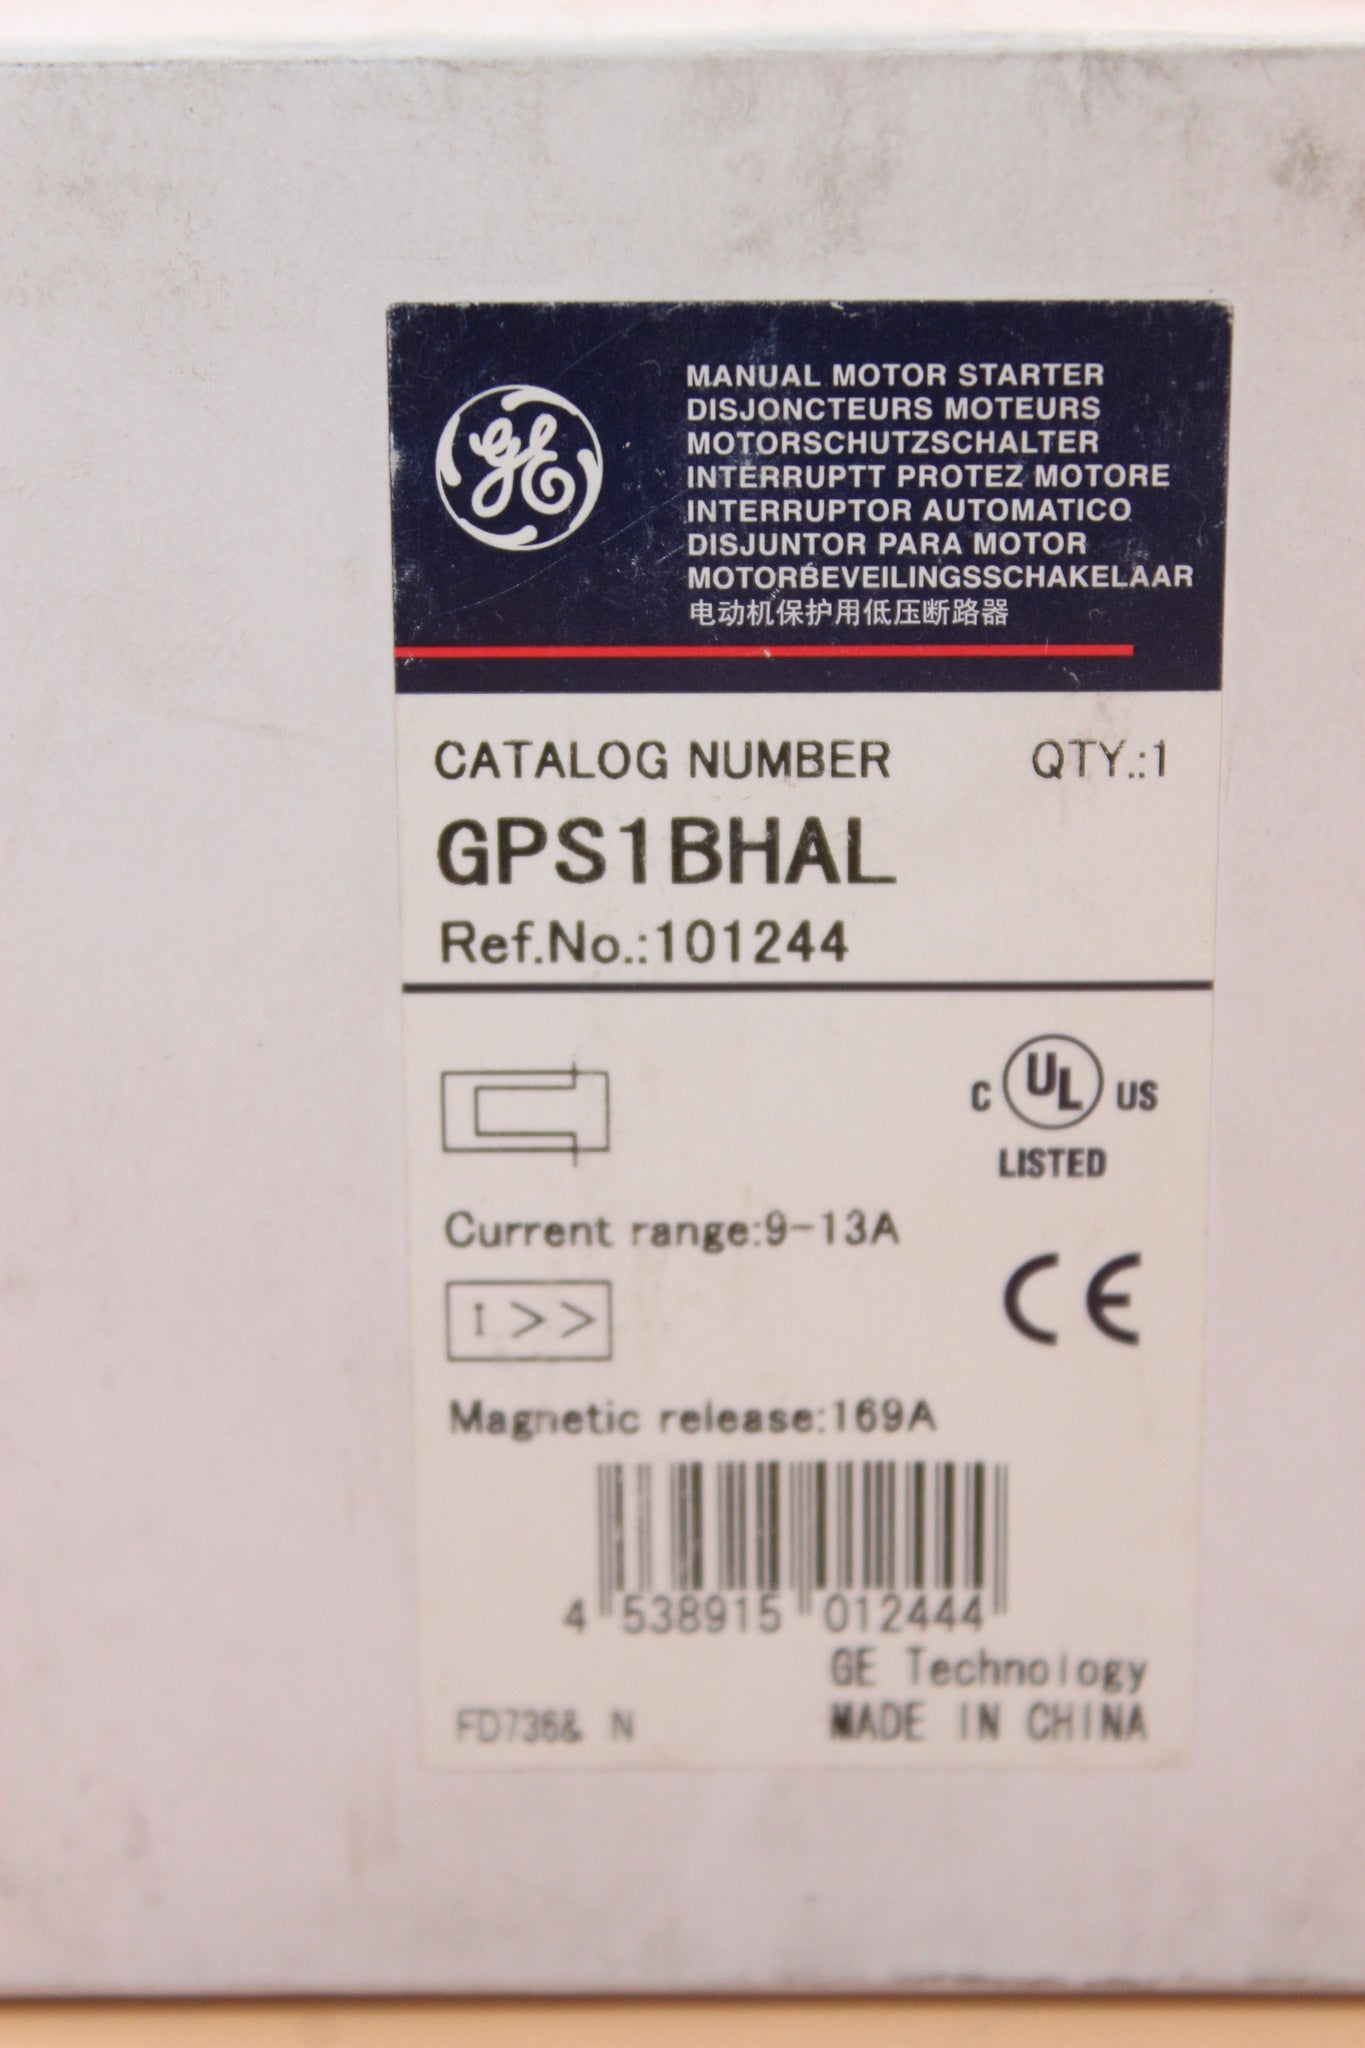 GE
MANUAL MOTOR STARTER
DISJONCTEURS MOTEURS
MOTORSCHUTZSCHALTER
INTERRUPTT PROTEZ MOTORE
INTERRUPTOR AUTOMATICO
DISJUNTOR PARA MOTOR
MOTORBEVEILINGSSCHAKELAAR
电动机保护用低压断路器
CATALOG NUMBER QTY.:1
GPS1BHAL
Ref.No.:101244
C UL US
LISTED
Current range:9-13A
CE
I >>
Magnetic release:169A
4 538915 012444
GE Technology
FD736& N MADE IN CHINA